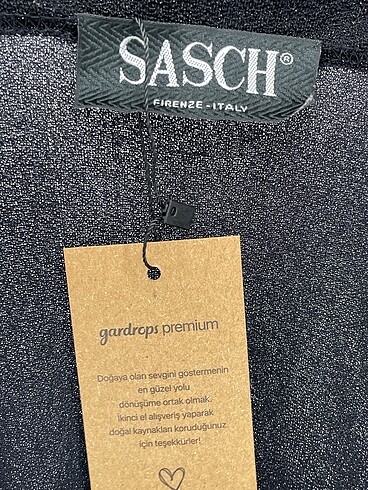 SASCH®
FIRENZE - ITALY
gardrops premium
Doğaya olan sevgini göstermenin
en güzel yolu
dönüşüme ortak olmak.
İkinci el alışveriş yaparak
doğal kaynakları koruduğunuz
için teşekkürler!